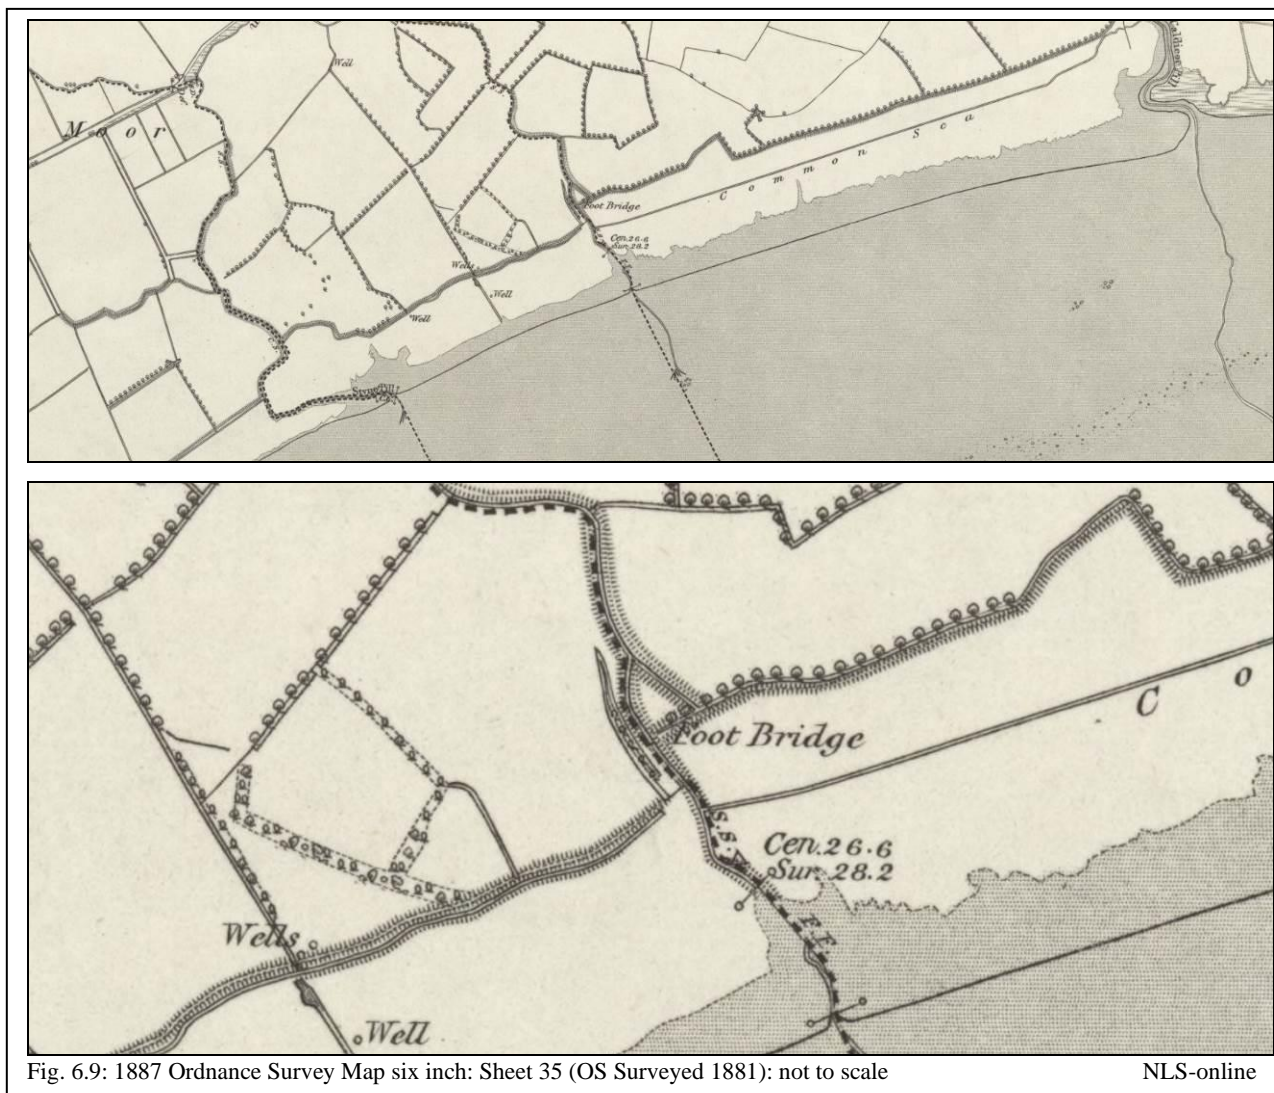 Well
Moor
Common Sea
Foot Bridge
Cen. 26.6
Sur. 28.2
Wells
Well
Well
Foot Bridge
C o
S.S.
Cen. 26.6
Sur. 28.2
F.F.
Wells
Well
Fig. 6.9: 1887 Ordnance Survey Map six inch: Sheet 35 (OS Surveyed 1881): not to scale NLS-online